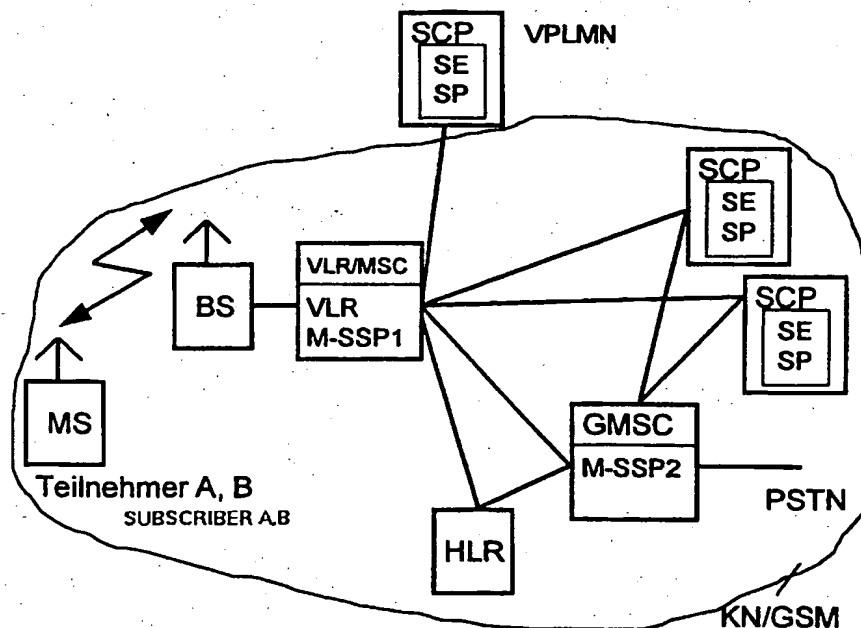 SCP
SE
SP
VPLMN
SCP
SE
SP
VLR/MSC
VLR
M-SSP1
BS
SCP
SE
SP
MS
GMSC
M-SSP2
Teilnehmer A, B
SUBSCRIBER A,B
PSTN
HLR
KN/GSM